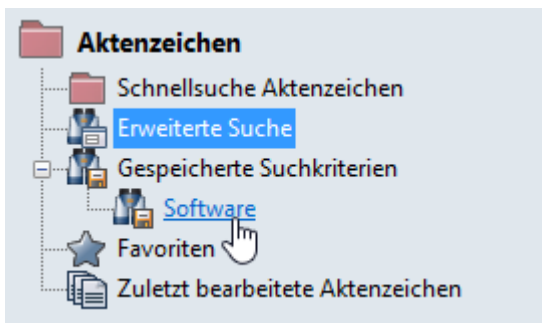 Aktenzeichen
Schnellsuche Aktenzeichen
Erweiterte Suche
Gespeicherte Suchkriterien
Software
Favoriten
Zuletzt bearbeitete Aktenzeichen